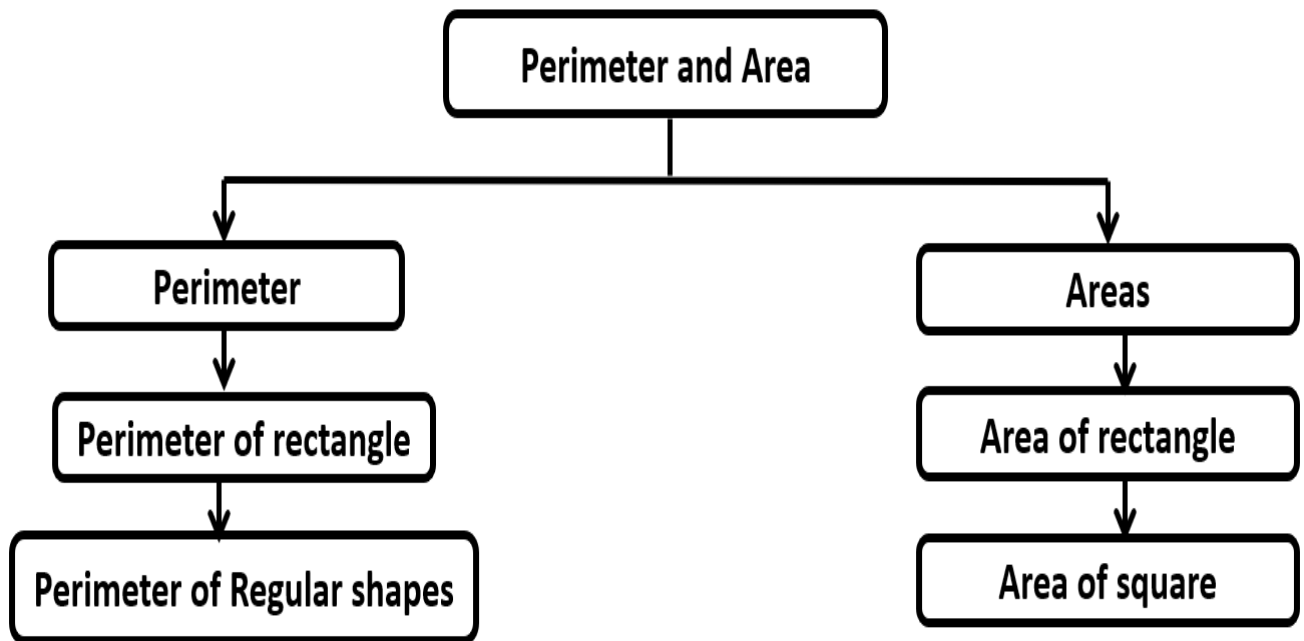 Perimeter and Area
Perimeter
Areas
Perimeter of rectangle
Area of rectangle
Perimeter of Regular shapes
Area of square